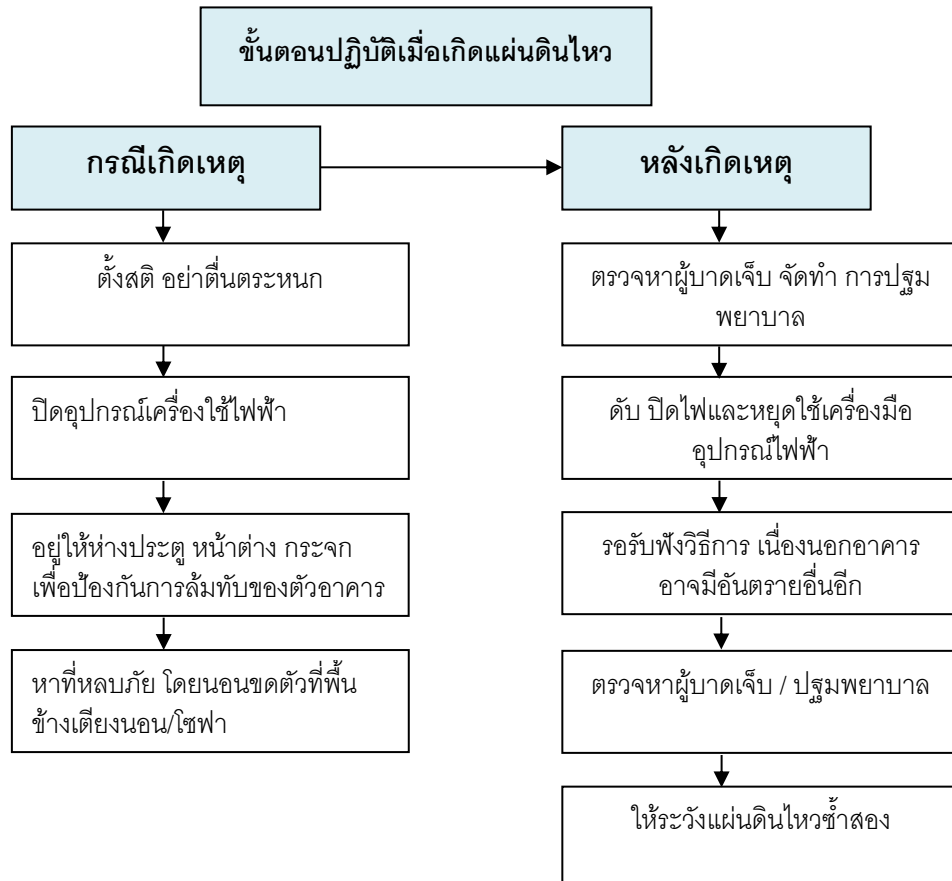 ขั้นตอนปฏิบัติเมื่อเกิดแผ่นดินไหว
กรณีเกิดเหตุ
ตั้งสติ อย่าตื่นตระหนก
ปิดอุปกรณ์เครื่องใช้ไฟฟ้า
อยู่ให้ห่างประตู หน้าต่าง กระจก
เพื่อป้องกันการล้มทับของตัวอาคาร
หาที่หลบภัย โดยนอนขดตัวที่พื้น
ข้างเตียงนอน/โซฟา
หลังเกิดเหตุ
ตรวจหาผู้บาดเจ็บ จัดทำ การปฐม
พยาบาล
ดับ ปิดไฟและหยุดใช้เครื่องมือ
อุปกรณ์ไฟฟ้า
รอรับฟังวิธีการ เนื่องนอกอาคาร
อาจมีอันตรายอื่นอีก
ตรวจหาผู้บาดเจ็บ / ปฐมพยาบาล
ให้ระวังแผ่นดินไหวซ้ำสอง